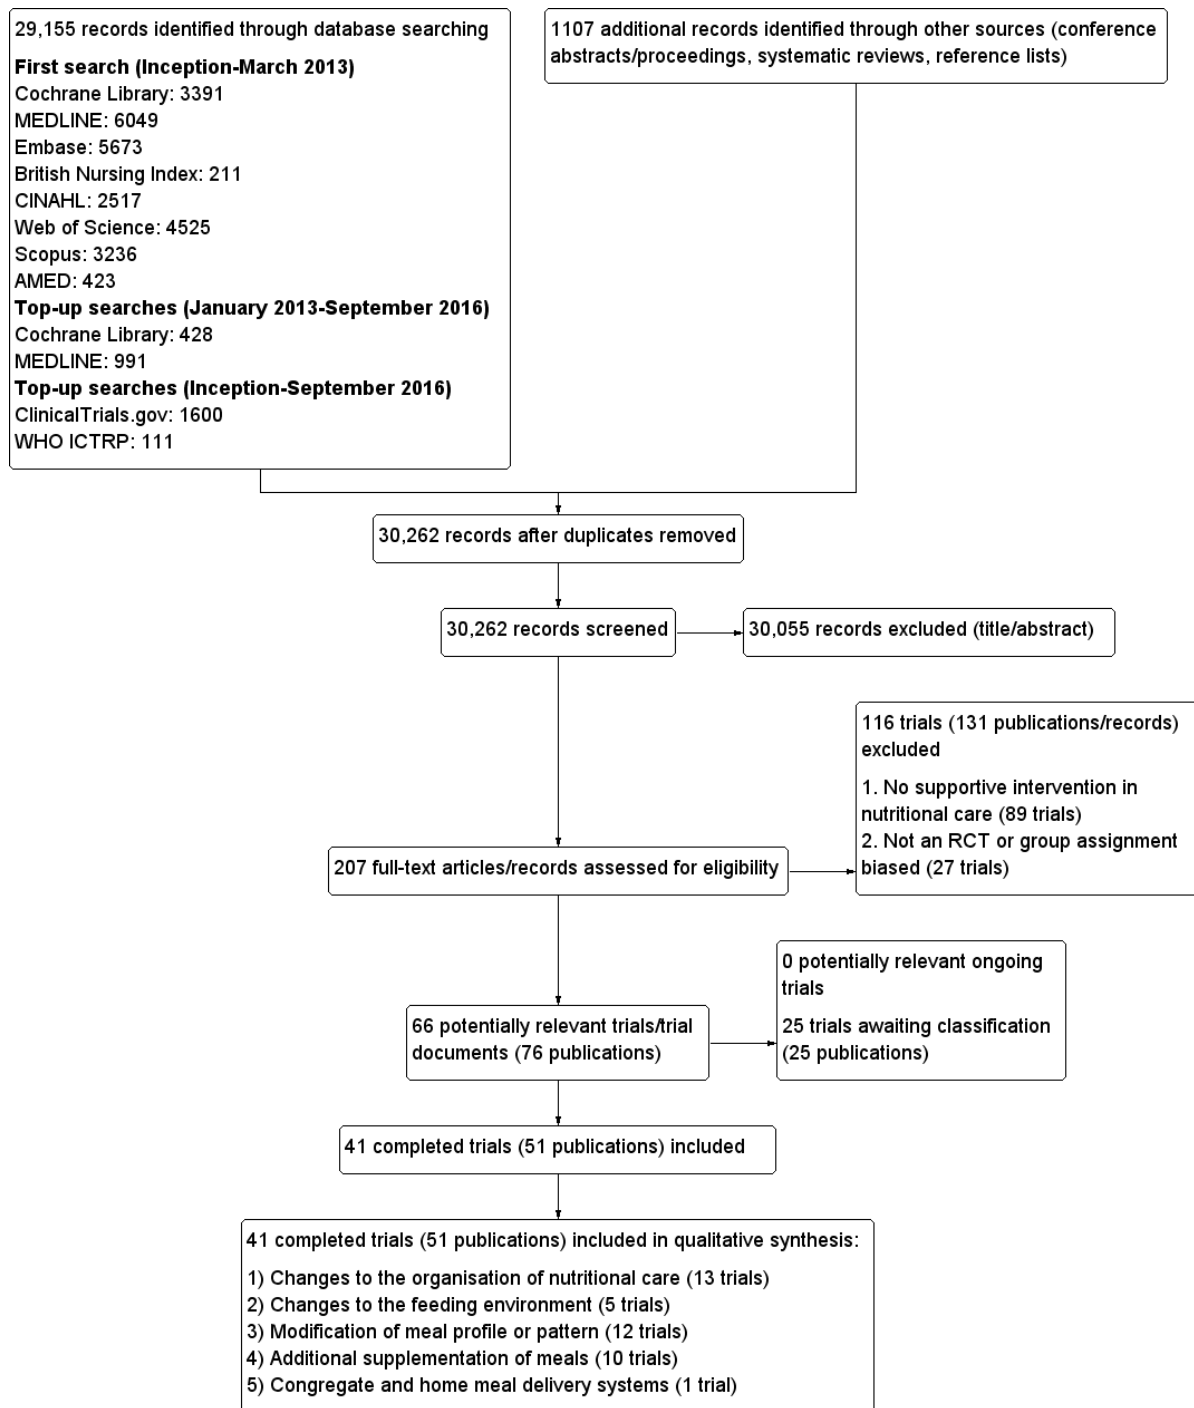 29,155 records identified through database searching
First search (Inception-March 2013)
Cochrane Library: 3391
MEDLINE: 6049
Embase: 5673
British Nursing Index: 211
CINAHL: 2517
Web of Science: 4525
Scopus: 3236
AMED: 423
Top-up searches (January 2013-September 2016)
Cochrane Library: 428
MEDLINE: 991
Top-up searches (Inception-September 2016)
ClinicalTrials.gov: 1600
WHO ICTRP: 111
1107 additional records identified through other sources (conference
abstracts/proceedings, systematic reviews, reference lists)
30,262 records after duplicates removed
30,262 records screened
30,055 records excluded (title/abstract)
116 trials (131 publications/records)
excluded
1. No supportive intervention in
nutritional care (89 trials)
2. Not an RCT or group assignment
biased (27 trials)
207 full-text articles/records assessed for eligibility
0 potentially relevant ongoing
trials
25 trials awaiting classification
(25 publications)
66 potentially relevant trials/trial
documents (76 publications)
41 completed trials (51 publications) included
41 completed trials (51 publications) included in qualitative synthesis:
1) Changes to the organisation of nutritional care (13 trials)
2) Changes to the feeding environment (5 trials)
3) Modification of meal profile or pattern (12 trials)
4) Additional supplementation of meals (10 trials)
5) Congregate and home meal delivery systems (1 trial)